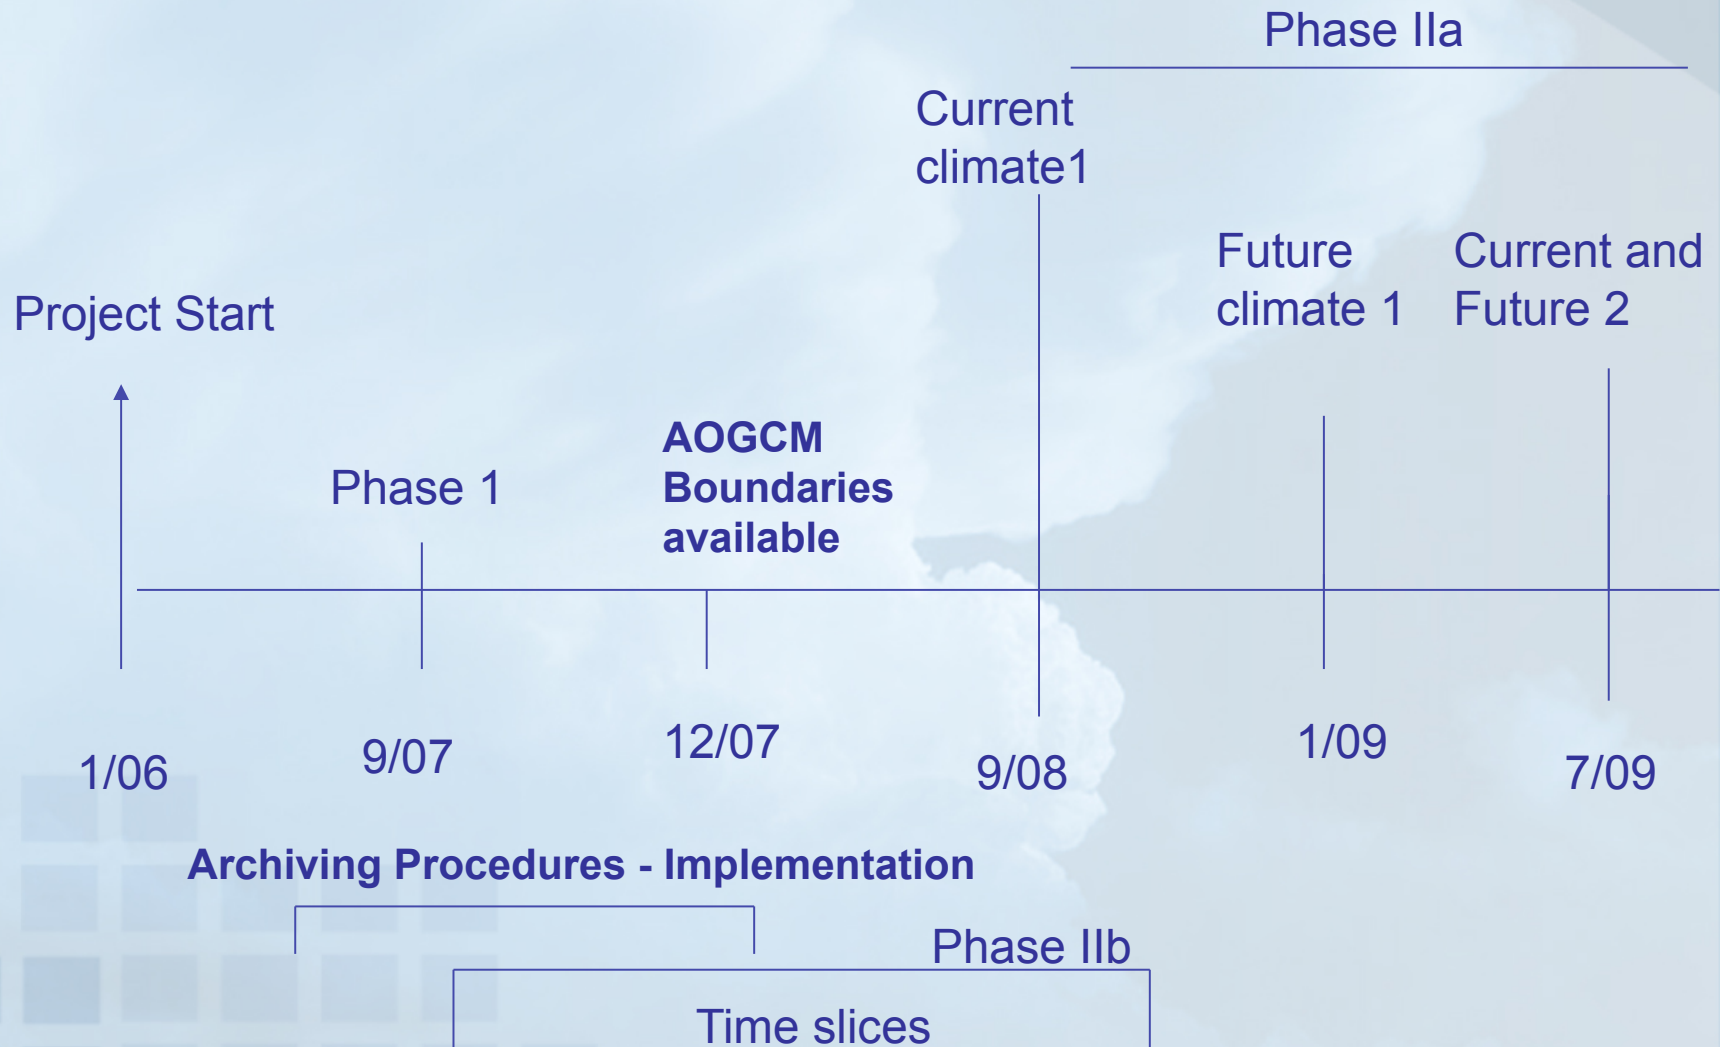 Phase IIa
Current
climate1
Future
climate 1
Current and
Future 2
Project Start
AOGCM
Boundaries
available
Phase 1
1/06
9/07
12/07
9/08
1/09
7/09
Archiving Procedures - Implementation
Phase IIb
Time slices